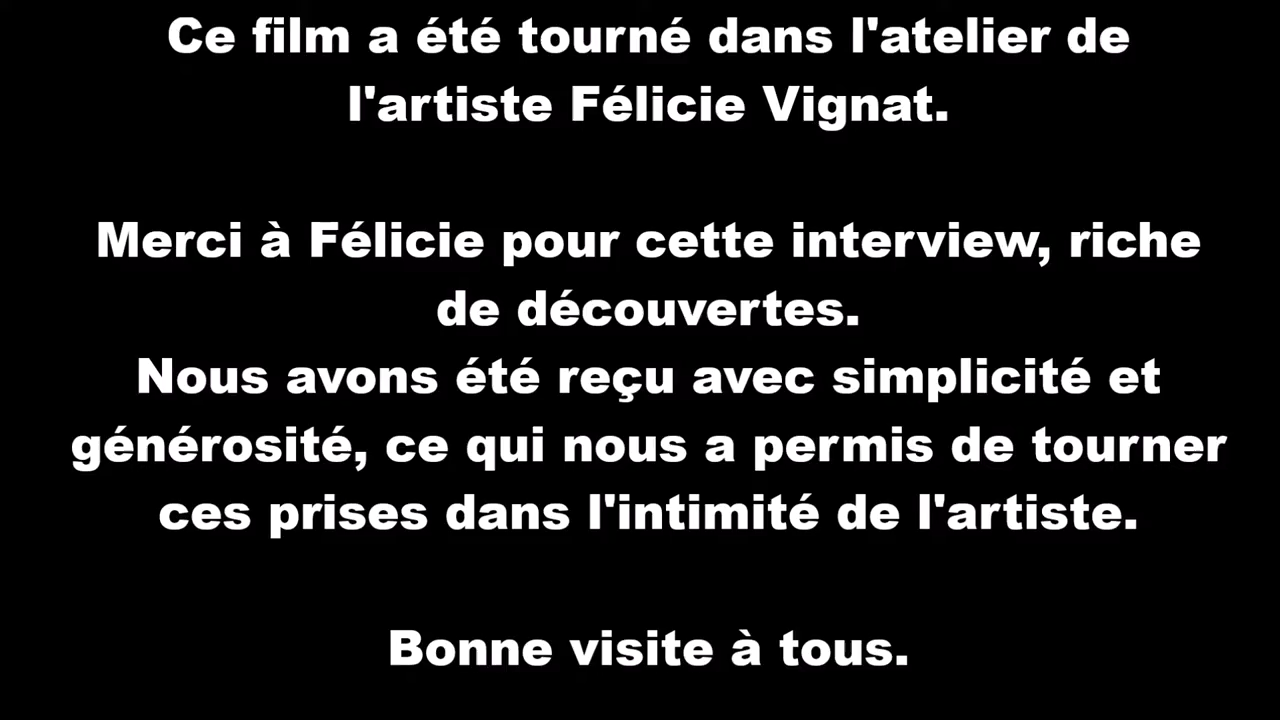 Ce film a été tourné dans l'atelier de
l'artiste Félicie Vignat.
Merci à Félicie pour cette interview, riche
de découvertes.
Nous avons été reçu avec simplicité et
générosité, ce qui nous a permis de tourner
ces prises dans l'intimité de l'artiste.
Bonne visite à tous.